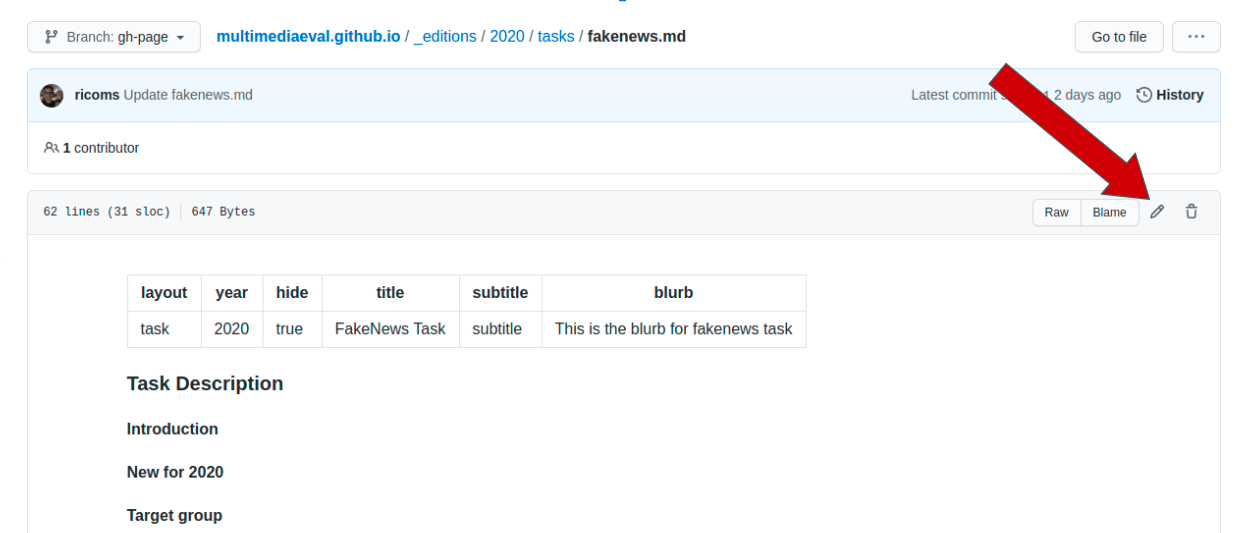 Branch: gh-page multimediaeval.github.io / _editions / 2020 / tasks / fakenews.md Go to file ...
ricoms Update fakenews.md Latest commit 2 days ago History
1 contributor
62 lines (31 sloc) 647 Bytes Raw Blame
layout year hide title subtitle blurb
task 2020 true FakeNews Task subtitle This is the blurb for fakenews task
Task Description
Introduction
New for 2020
Target group